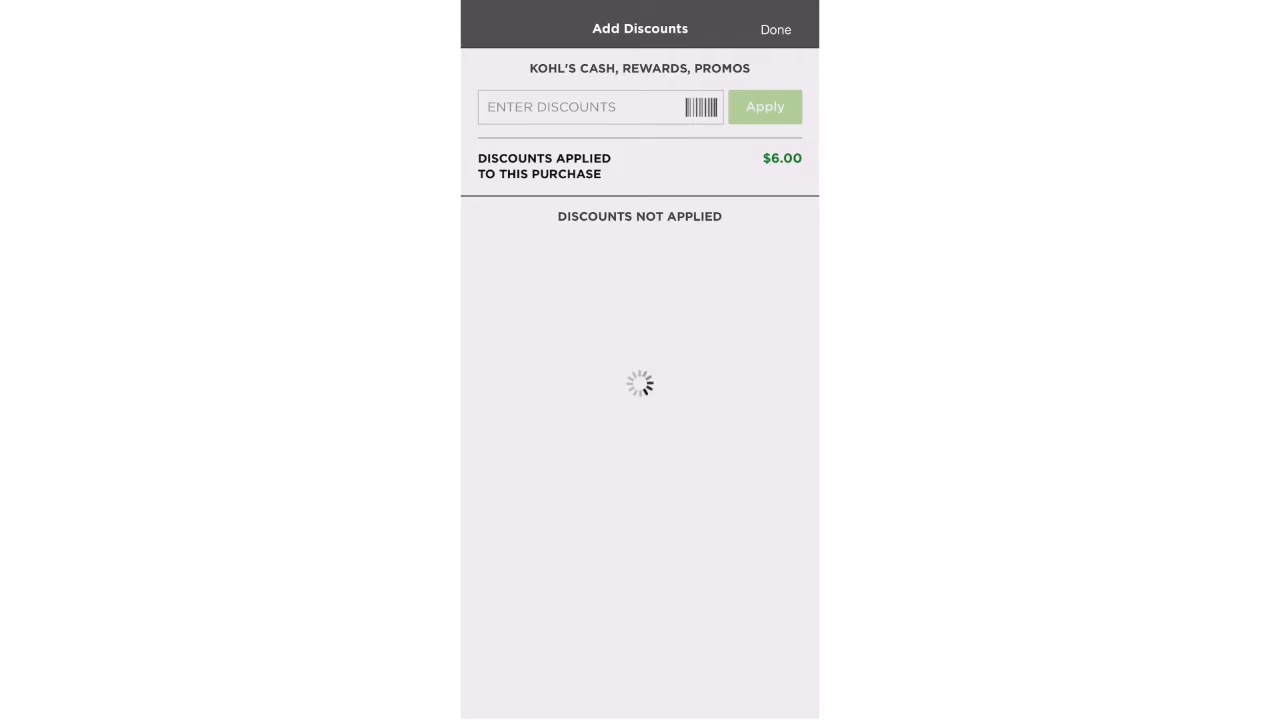 Add Discounts
Done
KOHL'S CASH, REWARDS, PROMOS
ENTER DISCOUNTS
Apply
DISCOUNTS APPLIED
TO THIS PURCHASE
$6.00
DISCOUNTS NOT APPLIED